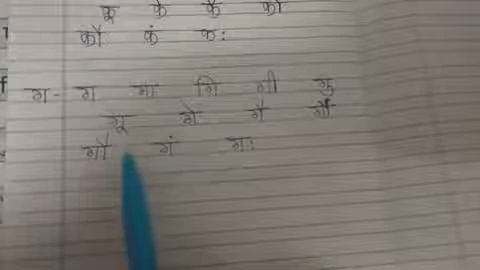 कू के कै को
कौ कं कः
ग- ग गा गि गी गु
गू गे गै गो
गौ गं गः